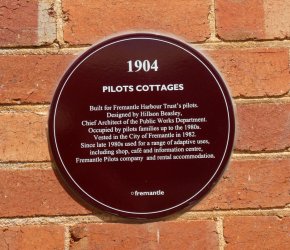 1904
PILOTS COTTAGES
Built for Fremantle Harbour Trust's pilots.
Designed by Hillson Beasley,
Chief Architect of the Public Works Department.
Occupied by pilots families up to the 1980s.
Vested in the City of Fremantle in 1982.
Since late 1980s used for a range of adaptive uses,
including shop, café and information centre,
Fremantle Pilots company and rental accommodation.
fremantle